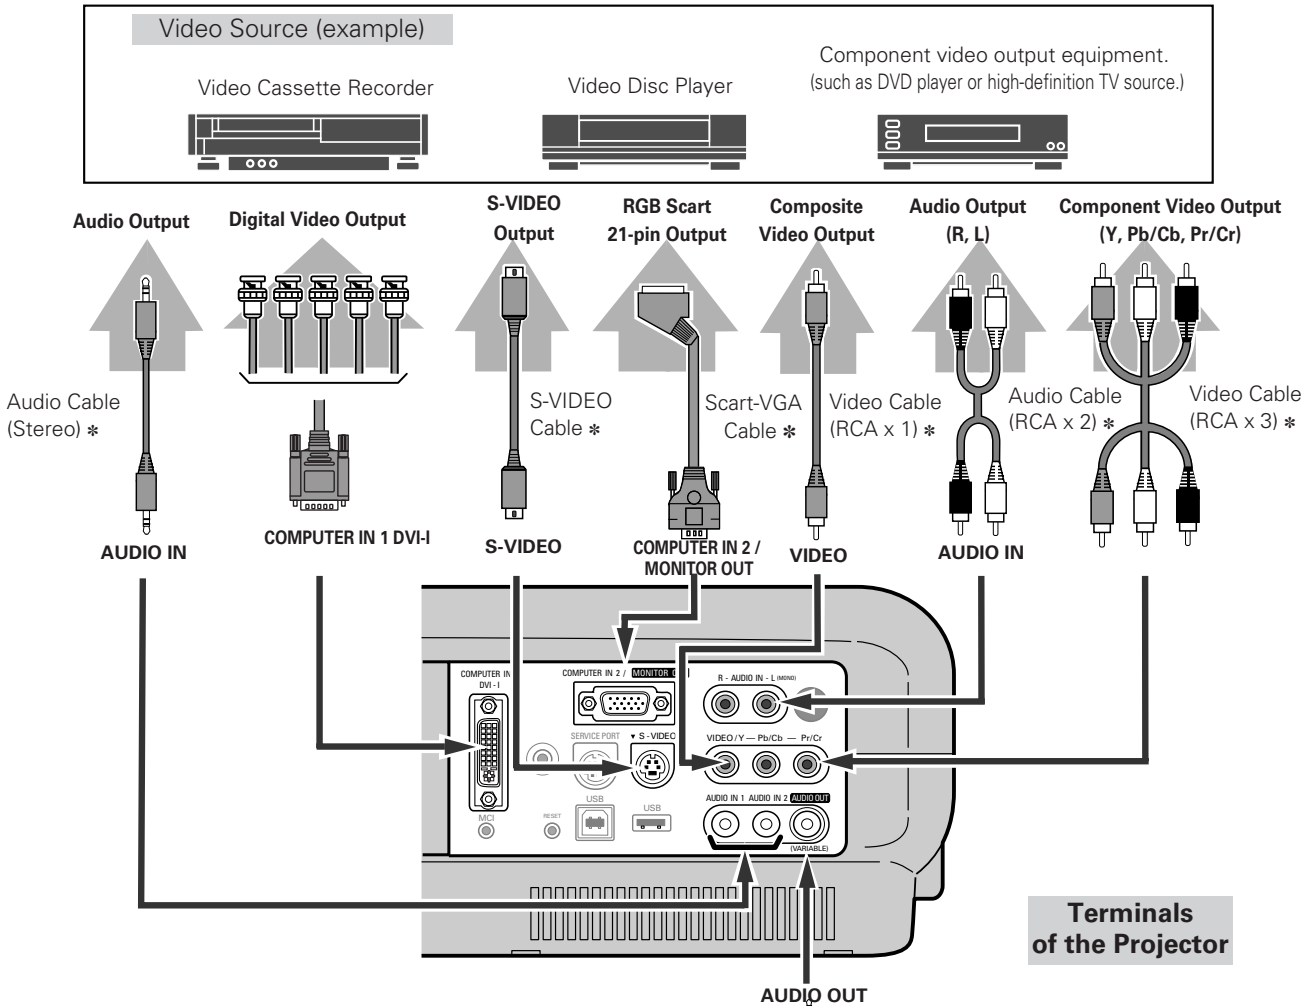 Video Source (example)
Video Cassette Recorder
Video Disc Player
Component video output equipment.
(such as DVD player or high-definition TV source.)
Audio Output
Digital Video Output
S-VIDEO
Output
RGB Scart
21-pin Output
Composite
Video Output
Audio Output
(R, L)
Component Video Output
(Y, Pb/Cb, Pr/Cr)
Audio Cable
(Stereo) *
S-VIDEO
Cable *
Scart-VGA
Cable *
Video Cable
(RCA x 1) *
Audio Cable
(RCA x 2) *
Video Cable
(RCA x 3) *
AUDIO IN
COMPUTER IN 1 DVI-I
S-VIDEO
COMPUTER IN 2 /
MONITOR OUT
VIDEO
AUDIO IN
COMPUTER IN
DVI - I
COMPUTER IN 2 / MONITOR
R - AUDIO IN - L (MONO)
SERVICE PORT
▼ S - VIDEO
VIDEO / Y — Pb/Cb — Pr/Cr
USB
USB
AUDIO IN 1 AUDIO IN 2 AUDIO OUT
MCI
RESET
(VARIABLE)
Terminals
of the Projector
AUDIO OUT